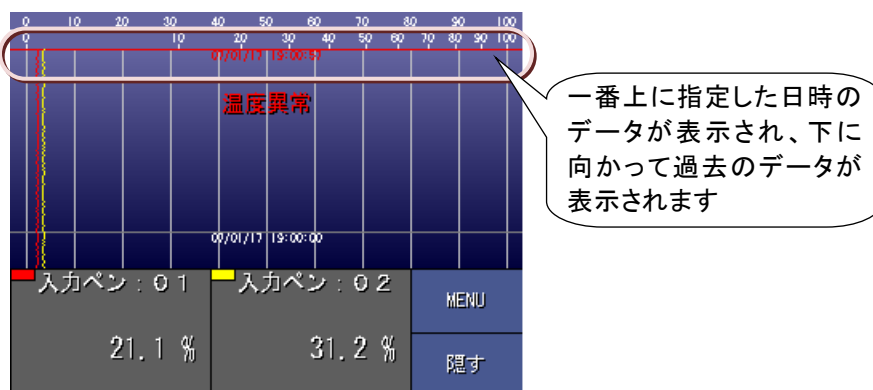 0 10 20 30 40 50 60 70 80 90 100
0 10 20 30 40 50 60 70 80 90 100
07/01/17 19:00:57
温度異常
07/01/17 19:00:00
入力ペン:01
入力ペン:02
MENU
21.1 %
31.2 %
隠す
一番上に指定した日時の
データが表示され、下に
向かって過去のデータが
表示されます